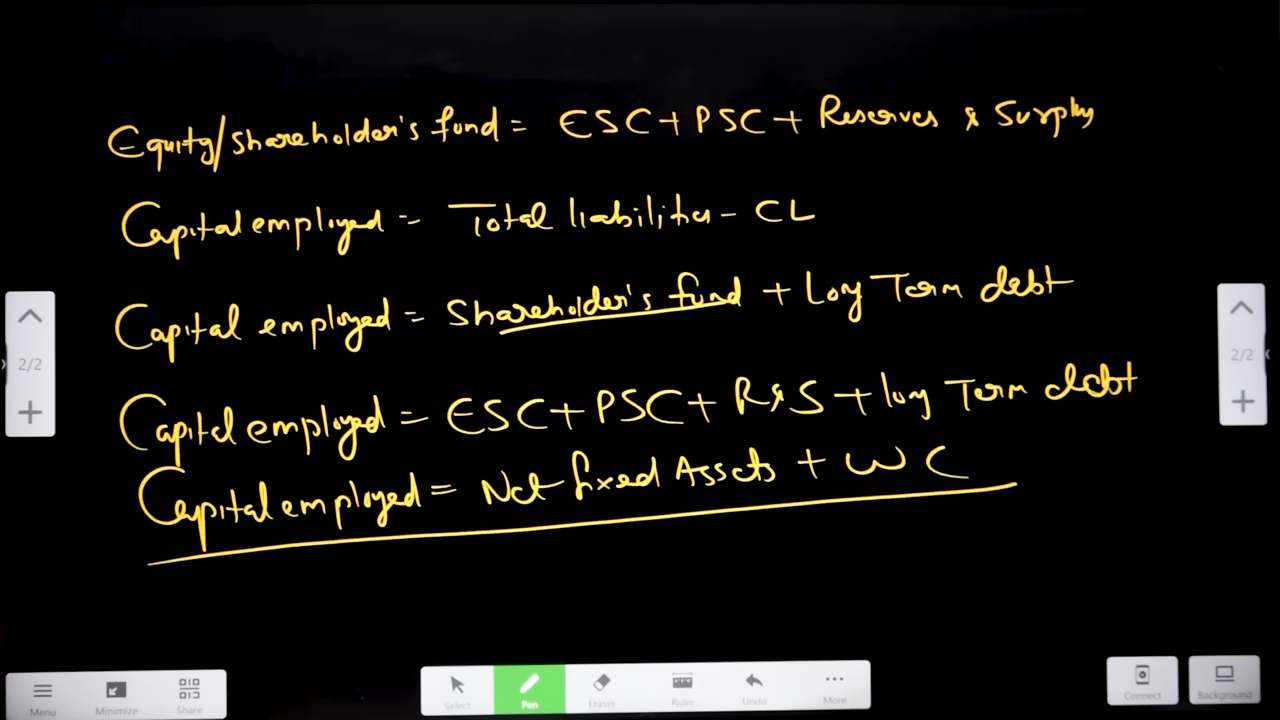 Equity/shareholder's fund = ESC + PSC + Reserves & Surplus
Capital employed = Total liabilities - CL
Capital employed = Shareholder's fund + Long Term debt
Capital employed = ESC + PSC + R&S + long Term debt
Capital employed = Net fixed Assets + WC
2/2
2/2
Menu Minimize Share Select Pen Eraser Ruler Undo More Connect Background